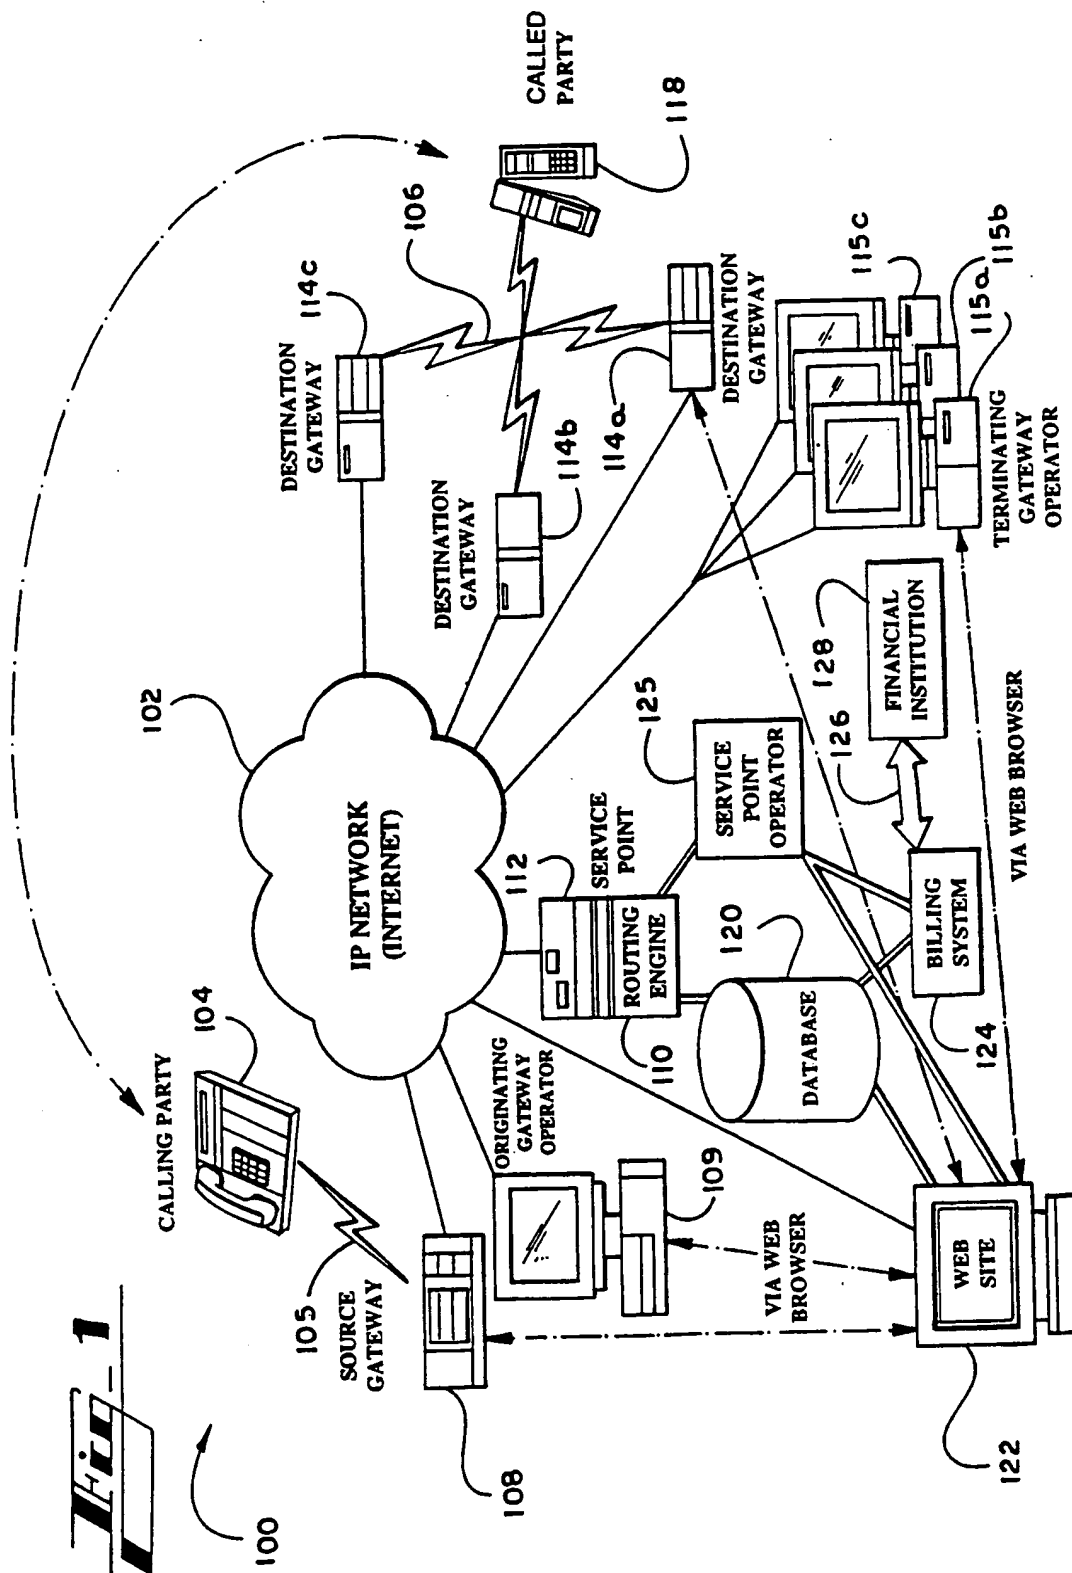 Fig_1
100
CALLING PARTY
104
105
SOURCE
GATEWAY
108
102
IP NETWORK
(INTERNET)
DESTINATION
GATEWAY
114c
106
CALLED
PARTY
118
DESTINATION
GATEWAY
114b
114a
DESTINATION
GATEWAY
ORIGINATING
GATEWAY
OPERATOR
109
112
SERVICE
POINT
ROUTING
ENGINE
110
125
SERVICE
POINT
OPERATOR
120
DATABASE
115c
115a
115b
TERMINATING
GATEWAY
OPERATOR
128
FINANCIAL
INSTITUTION
126
BILLING
SYSTEM
124
VIA WEB
BROWSER
VIA WEB BROWSER
WEB
SITE
122